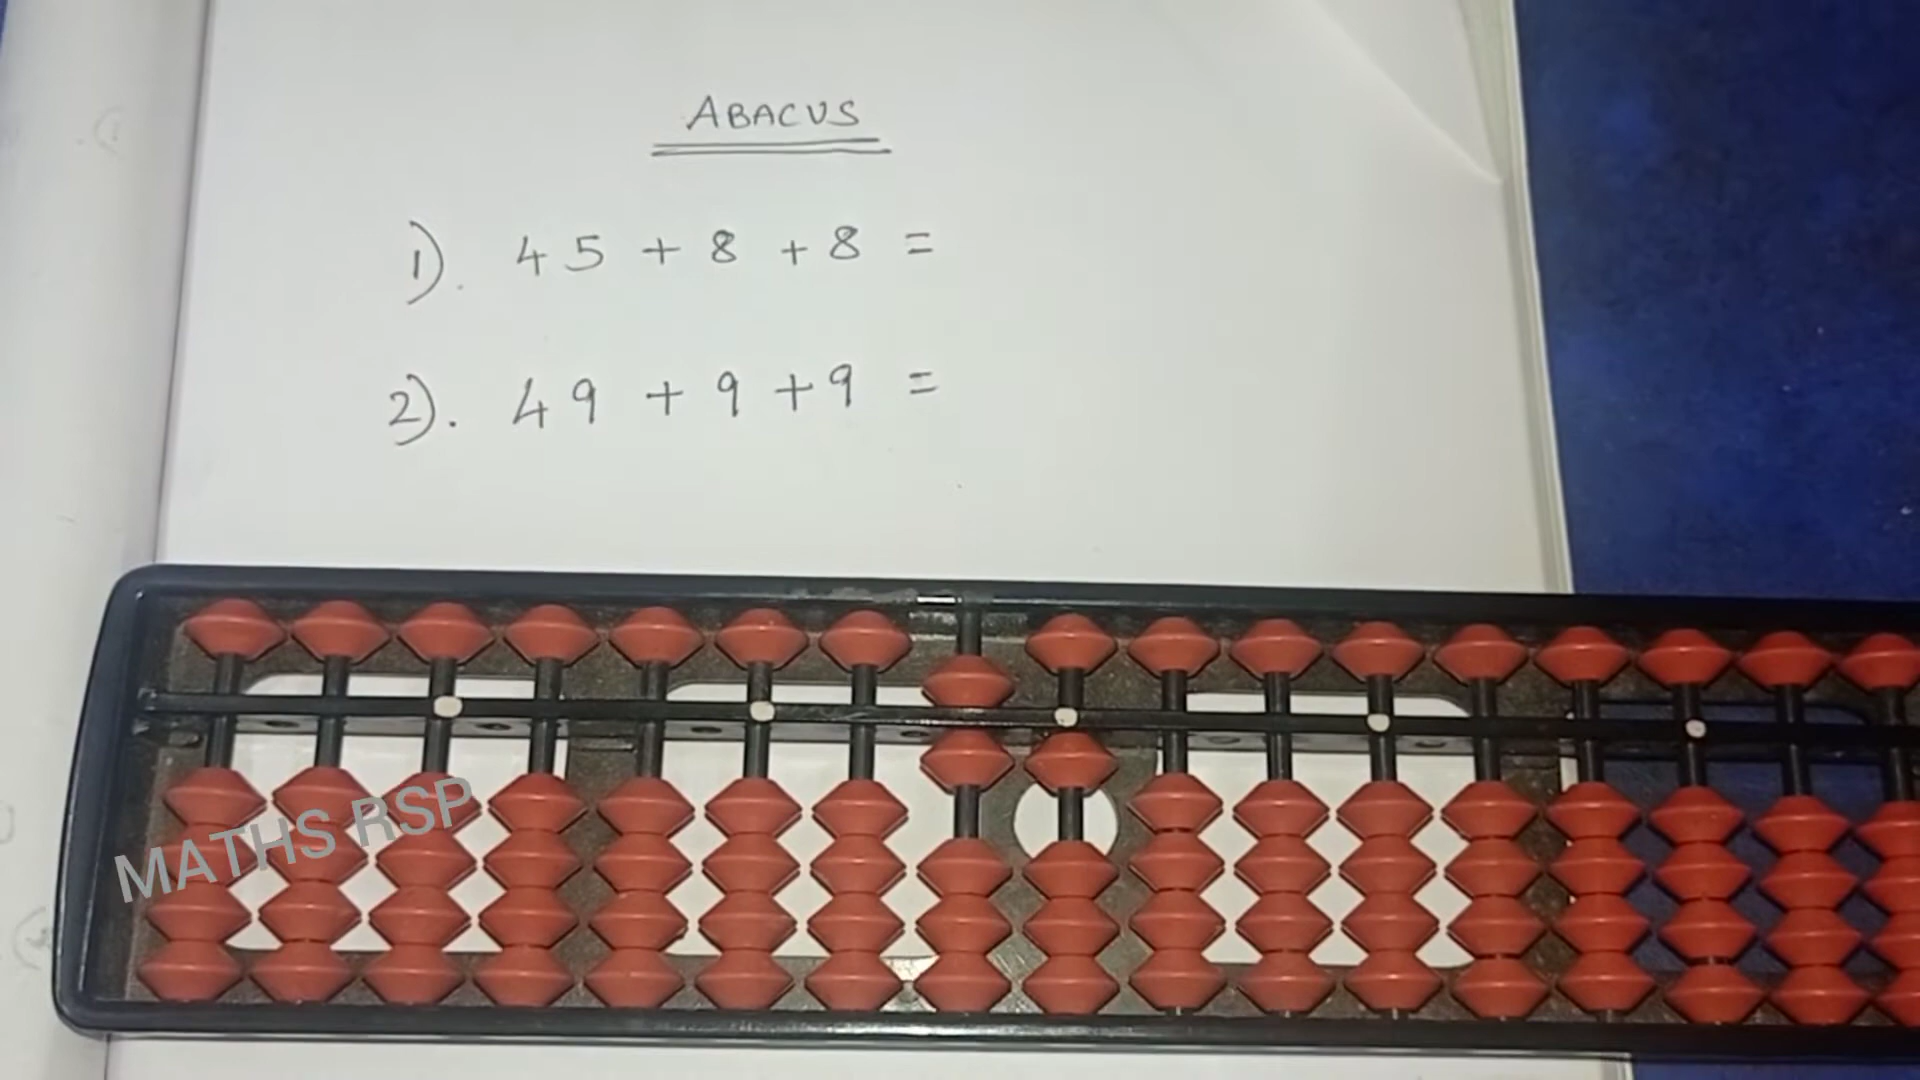 ABACUS
1). 45 + 8 + 8 =
2). 49 + 9 + 9 =
MATHS RSP